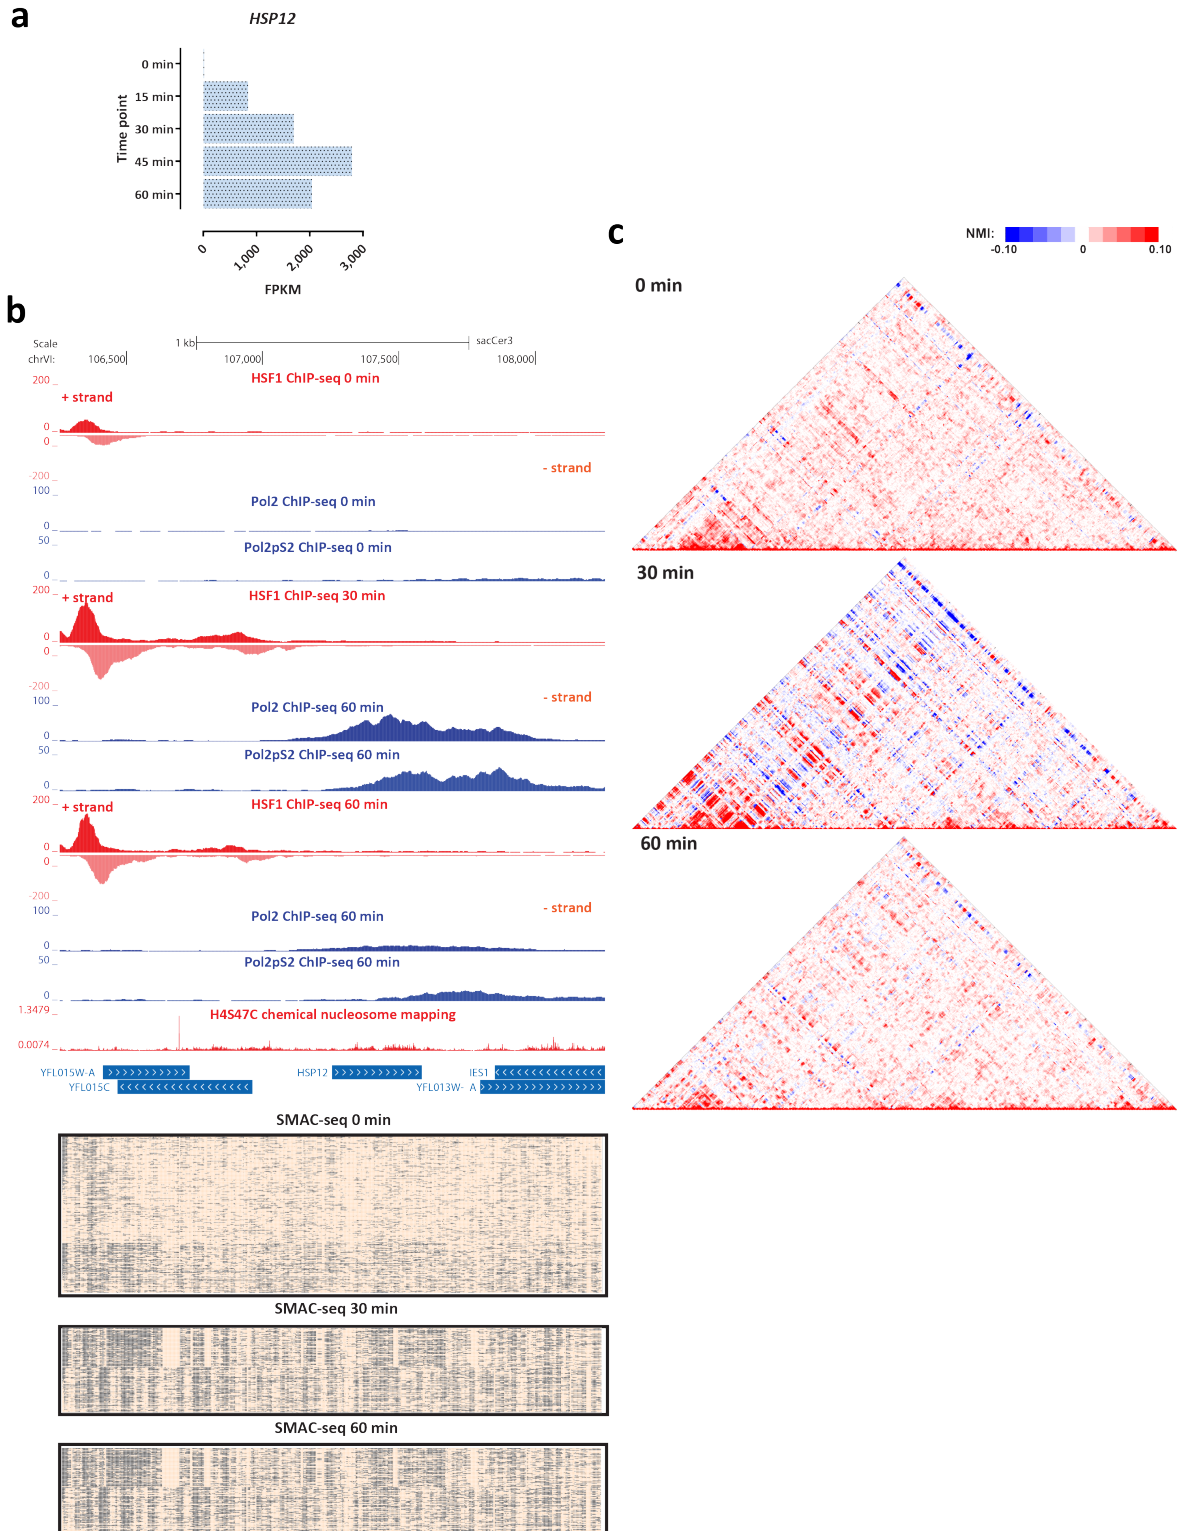 a
HSP12
Time point
0 min
15 min
30 min
45 min
60 min
0
1,000
2,000
3,000
FPKM
b
Scale
1 kb
sacCer3
chrVI:
106,500
107,000
107,500
108,000
HSF1 ChIP-seq 0 min
200
+ strand
0
0
- strand
-200
Pol2 ChIP-seq 0 min
100
0
Pol2pS2 ChIP-seq 0 min
50
0
HSF1 ChIP-seq 30 min
200
+ strand
0
0
- strand
-200
Pol2 ChIP-seq 60 min
100
0
Pol2pS2 ChIP-seq 60 min
50
0
HSF1 ChIP-seq 60 min
200
+ strand
0
0
- strand
-200
Pol2 ChIP-seq 60 min
100
0
Pol2pS2 ChIP-seq 60 min
50
0
H4S47C chemical nucleosome mapping
1.3479
0.0074
YFL015W-A
HSP12
IES1
YFL015C
YFL013W- A
SMAC-seq 0 min
SMAC-seq 30 min
SMAC-seq 60 min
c
NMI:
-0.10
0
0.10
0 min
30 min
60 min